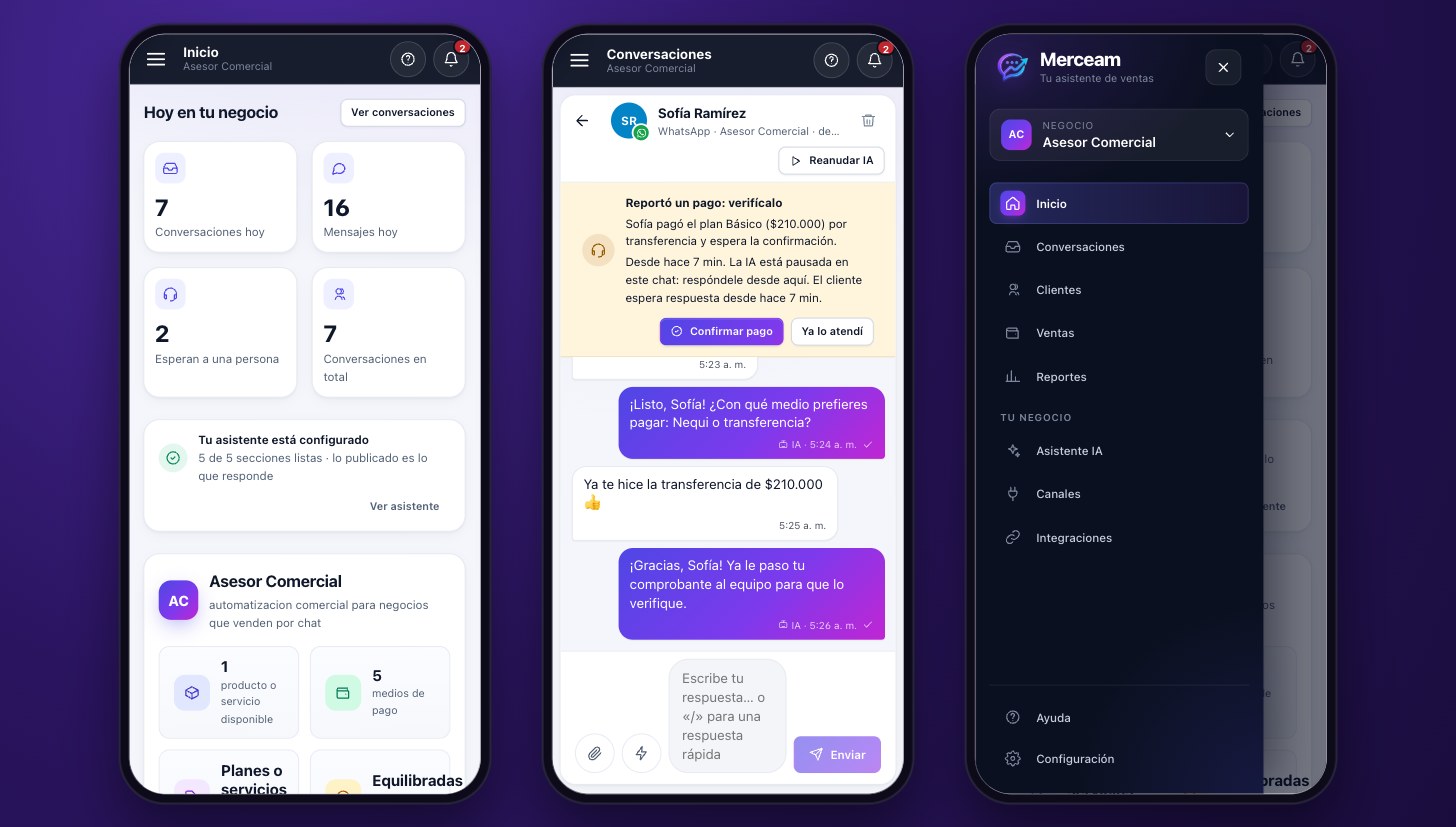 Inicio
Asesor Comercial
2
Hoy en tu negocio
Ver conversaciones
7
Conversaciones hoy
16
Mensajes hoy
2
Esperan a una persona
7
Conversaciones en
total
Tu asistente está configurado
5 de 5 secciones listas · lo publicado es lo
que responde
Ver asistente
AC
Asesor Comercial
automatizacion comercial para negocios
que venden por chat
1
producto o
servicio
disponible
5
medios de
pago
Planes o
servicios
Equilibradas
Conversaciones
Asesor Comercial
2
SR
Sofía Ramírez
WhatsApp · Asesor Comercial · de...
Reanudar IA
Reportó un pago: verifícalo
Sofía pagó el plan Básico ($210.000) por
transferencia y espera la confirmación.
Desde hace 7 min. La IA está pausada en
este chat: respóndele desde aquí. El cliente
espera respuesta desde hace 7 min.
Confirmar pago
Ya lo atendí
5:23 a. m.
¡Listo, Sofía! ¿Con qué medio prefieres
pagar: Nequi o transferencia?
IA · 5:24 a. m.
Ya te hice la transferencia de $210.000
👍
5:25 a. m.
¡Gracias, Sofía! Ya le paso tu
comprobante al equipo para que lo
verifique.
IA · 5:26 a. m.
Escribe tu
respuesta... o
«/» para una
respuesta
rápida
Enviar
Merceam
Tu asistente de ventas
2
AC
NEGOCIO
Asesor Comercial
Inicio
Conversaciones
Clientes
Ventas
Reportes
TU NEGOCIO
Asistente IA
Canales
Integraciones
Ayuda
Configuración